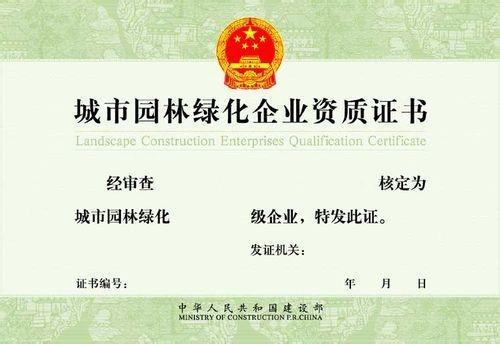 城市园林绿化企业资质证书
Landscape Construction Enterprises Qualification Certificate
经审查 核定为
城市园林绿化 级企业，特发此证。
发证机关：
证书编号： 年 月 日
中华人民共和国建设部
MINISTRY OF CONSTRUCTION P.R.CHINA